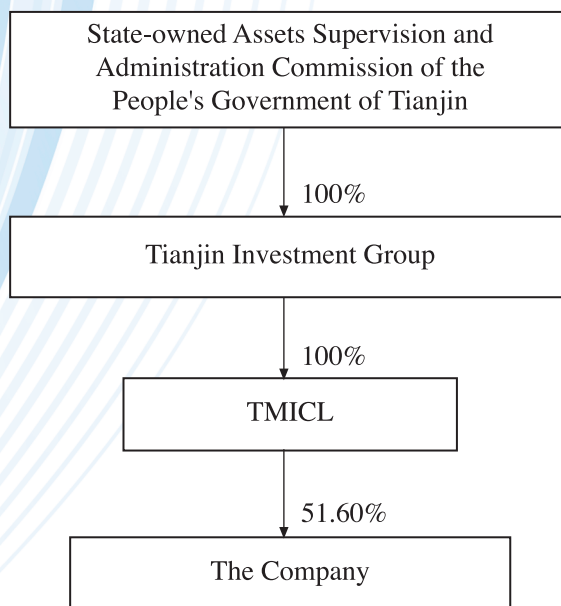 State-owned Assets Supervision and
Administration Commission of the
People's Government of Tianjin
100%
Tianjin Investment Group
100%
TMICL
51.60%
The Company